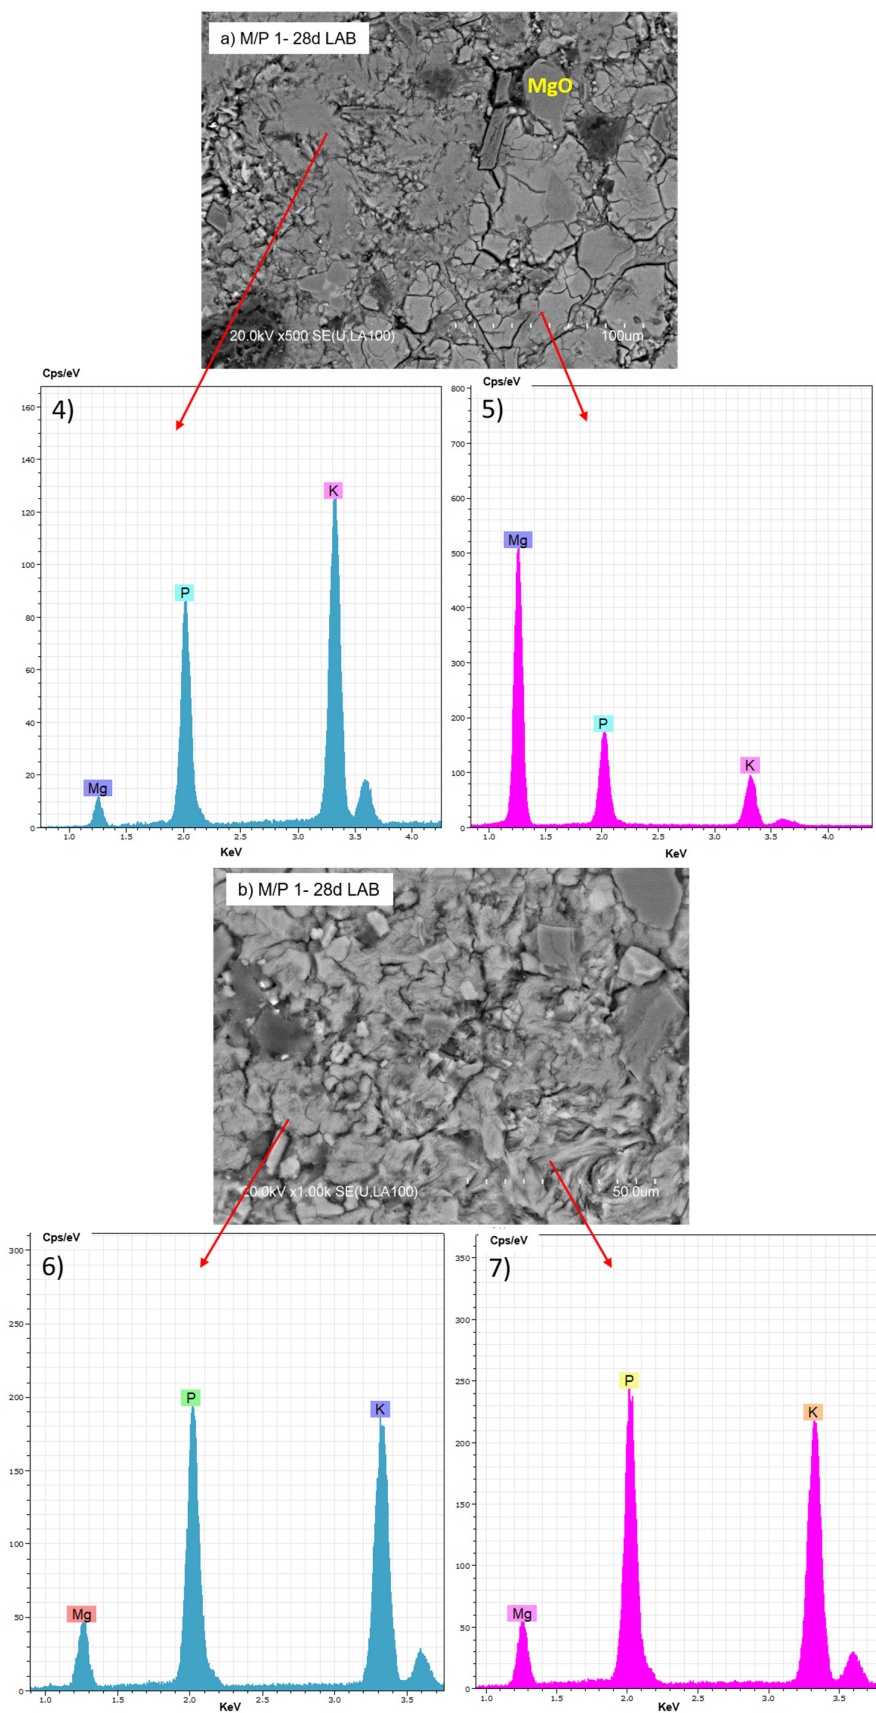 a) M/P 1- 28d LAB
MgO
20.0kV x500 SE(U,LA100)
100um
Cps/eV
4)
160
140
120
100
80
60
40
20
0
Mg
P
K
1.0 1.5 2.0 2.5 3.0 3.5 4.0
KeV
Cps/eV
5)
800
700
600
500
400
300
200
100
0
Mg
P
K
1.0 1.5 2.0 2.5 3.0 3.5 4.0
KeV
b) M/P 1- 28d LAB
20.0kV x1.00k SE(U,LA100)
50.0um
Cps/eV
6)
300
250
200
150
100
50
0
Mg
P
K
1.0 1.5 2.0 2.5 3.0 3.5
KeV
Cps/eV
7)
350
300
250
200
150
100
50
0
Mg
P
K
1.0 1.5 2.0 2.5 3.0 3.5
KeV